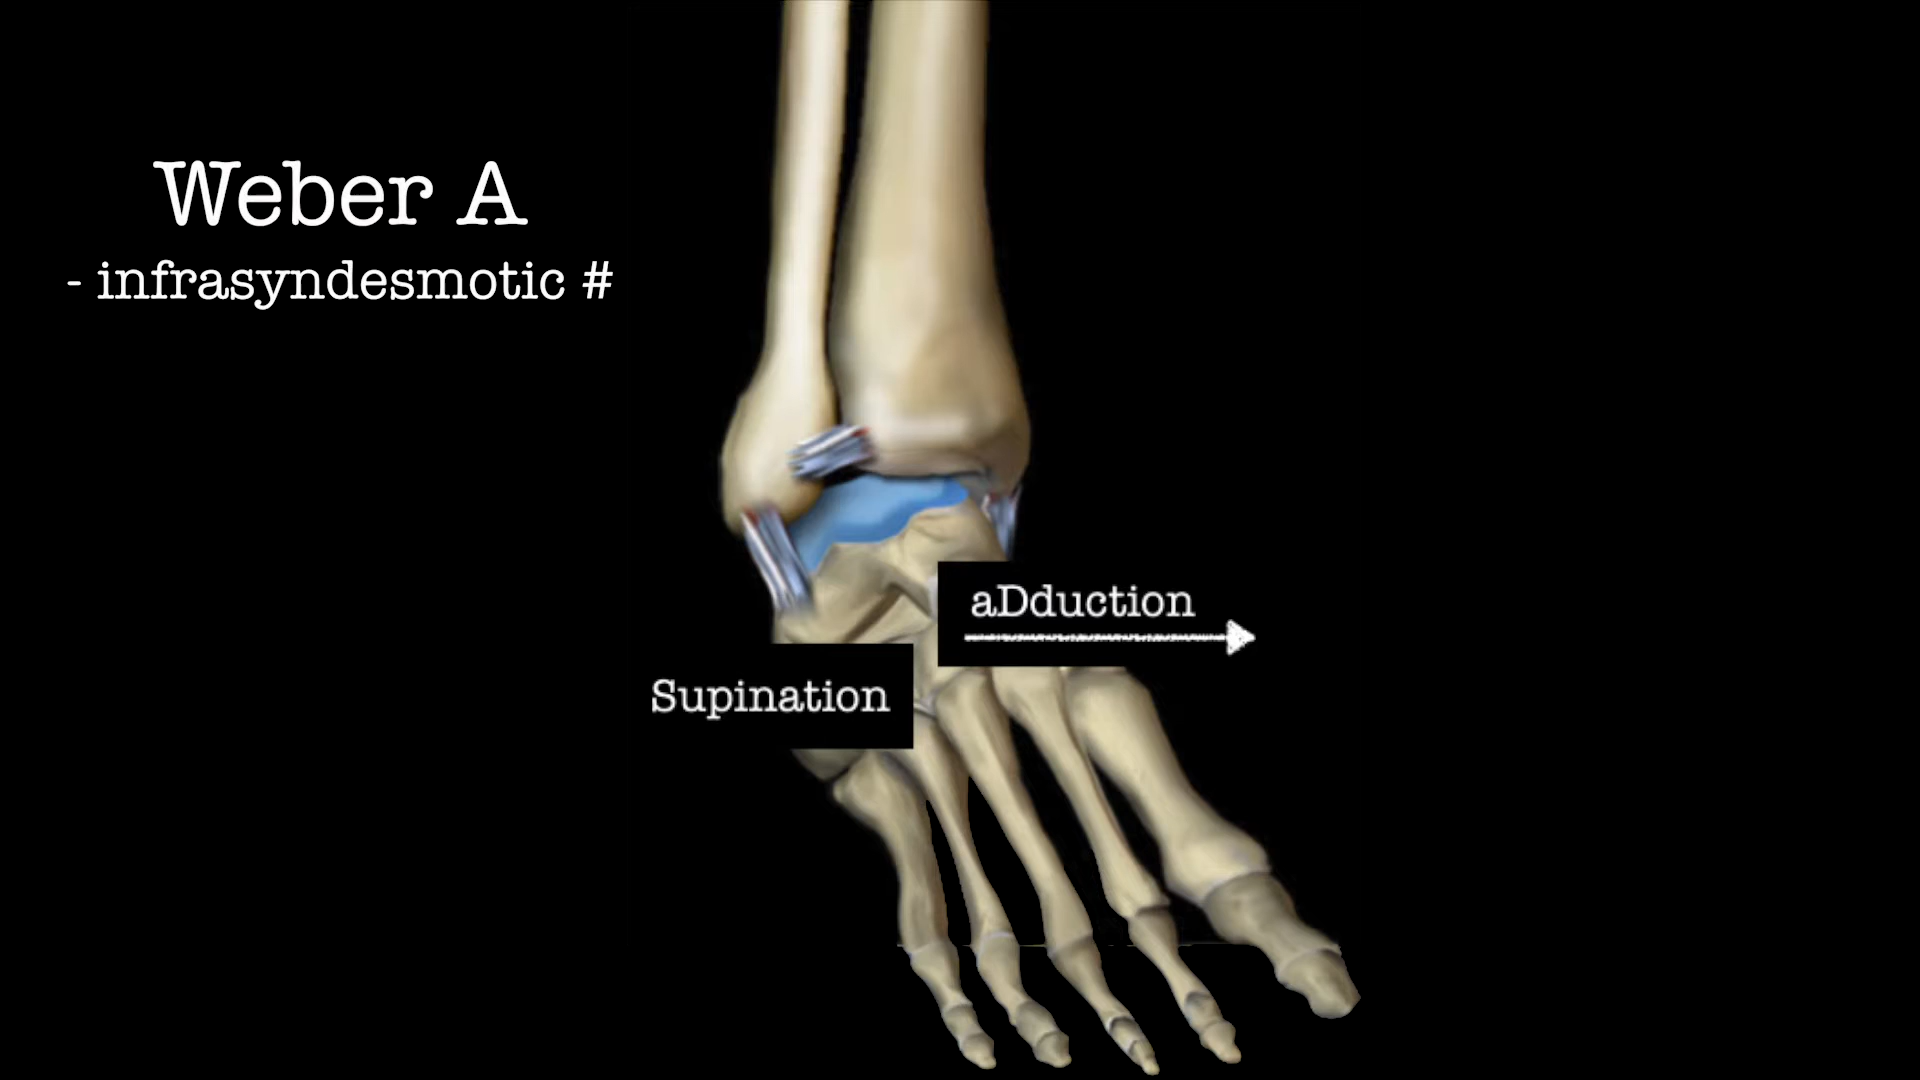 Weber A
- infrasyndesmotic #
aDduction
Supination